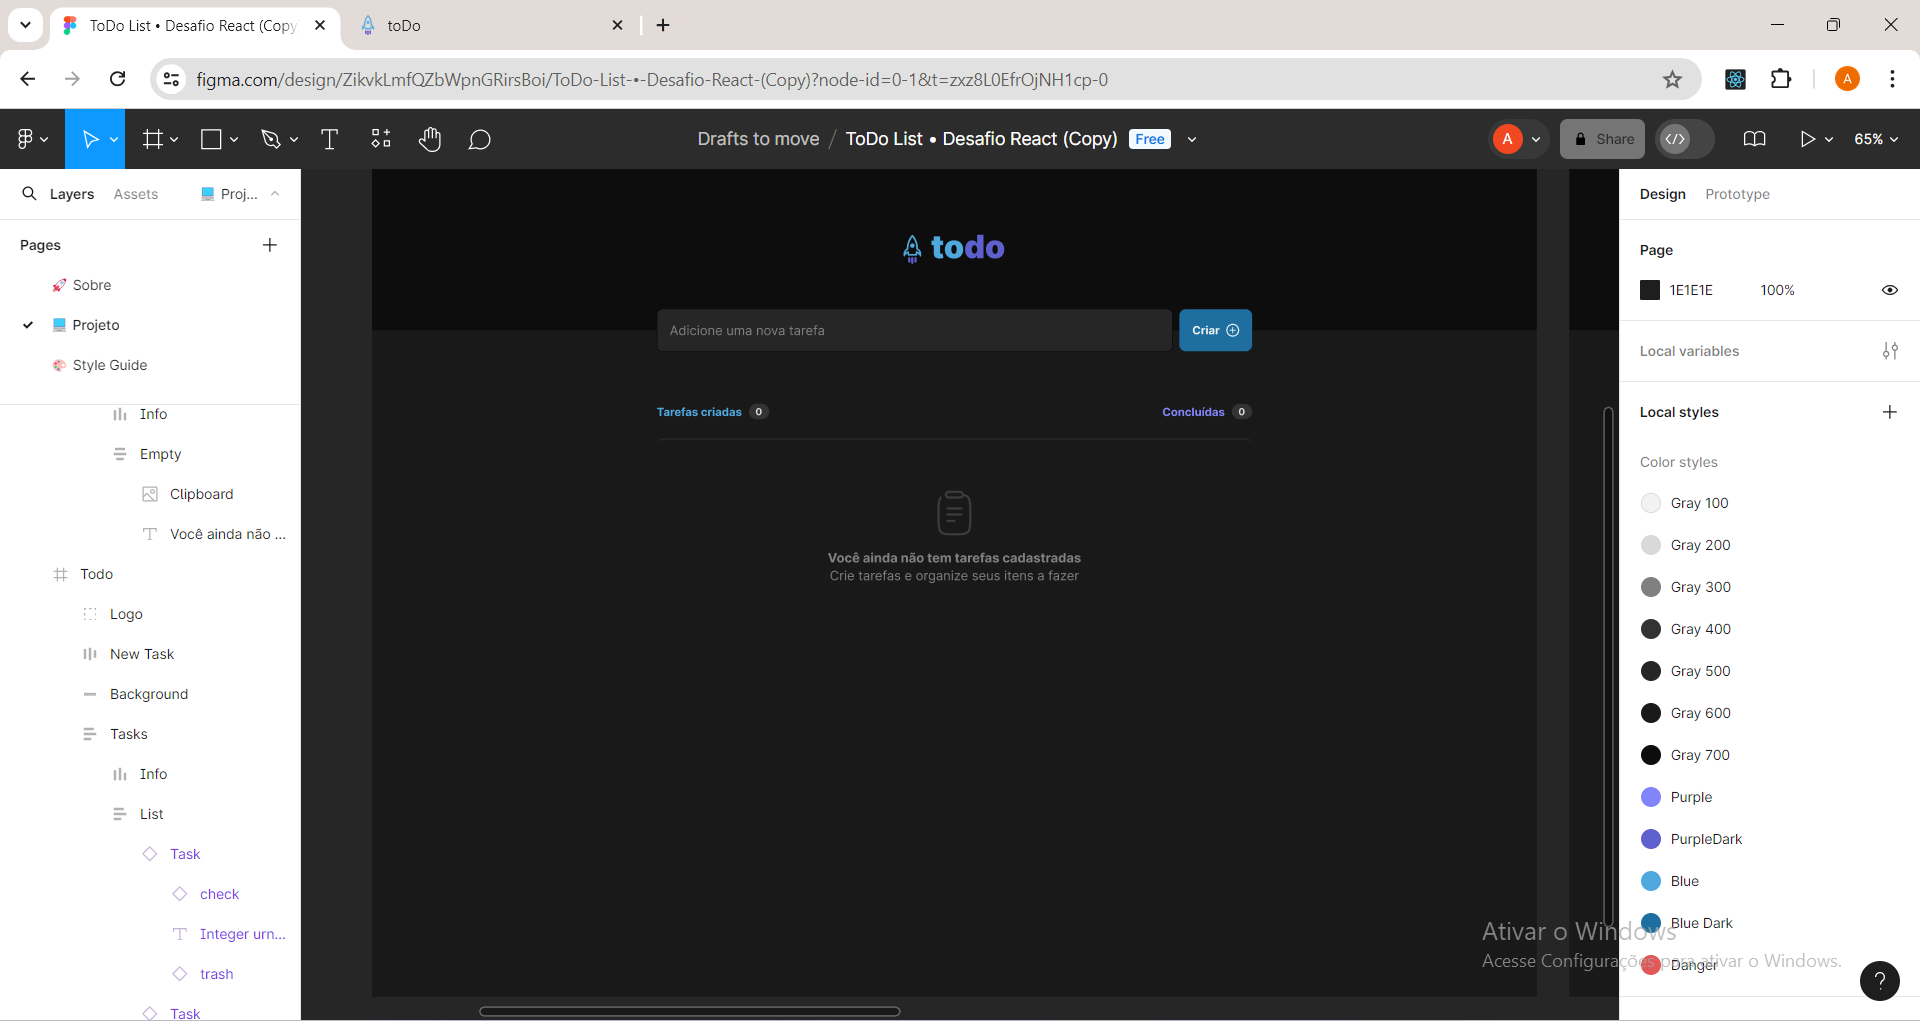 ToDo List • Desafio React (Copy
toDo
figma.com/design/ZikvkLmfQZbWpnGRirsBoi/ToDo-List-•-Desafio-React-(Copy)?node-id=0-1&t=zxz8L0EfrOjNH1cp-0
A
Drafts to move / ToDo List • Desafio React (Copy) Free
A
Share
65%
Layers
Assets
Proj...
Pages
Sobre
Projeto
Style Guide
Info
Empty
Clipboard
Você ainda não ...
Todo
Logo
New Task
Background
Tasks
Info
List
Task
check
Integer urn...
trash
Task
todo
Adicione uma nova tarefa
Criar
Tarefas criadas 0
Concluídas 0
Você ainda não tem tarefas cadastradas
Crie tarefas e organize seus itens a fazer
Design
Prototype
Page
1E1E1E
100%
Local variables
Local styles
Color styles
Gray 100
Gray 200
Gray 300
Gray 400
Gray 500
Gray 600
Gray 700
Purple
PurpleDark
Blue
Blue Dark
Danger
Ativar o Windows
Acesse Configurações para ativar o Windows.
?